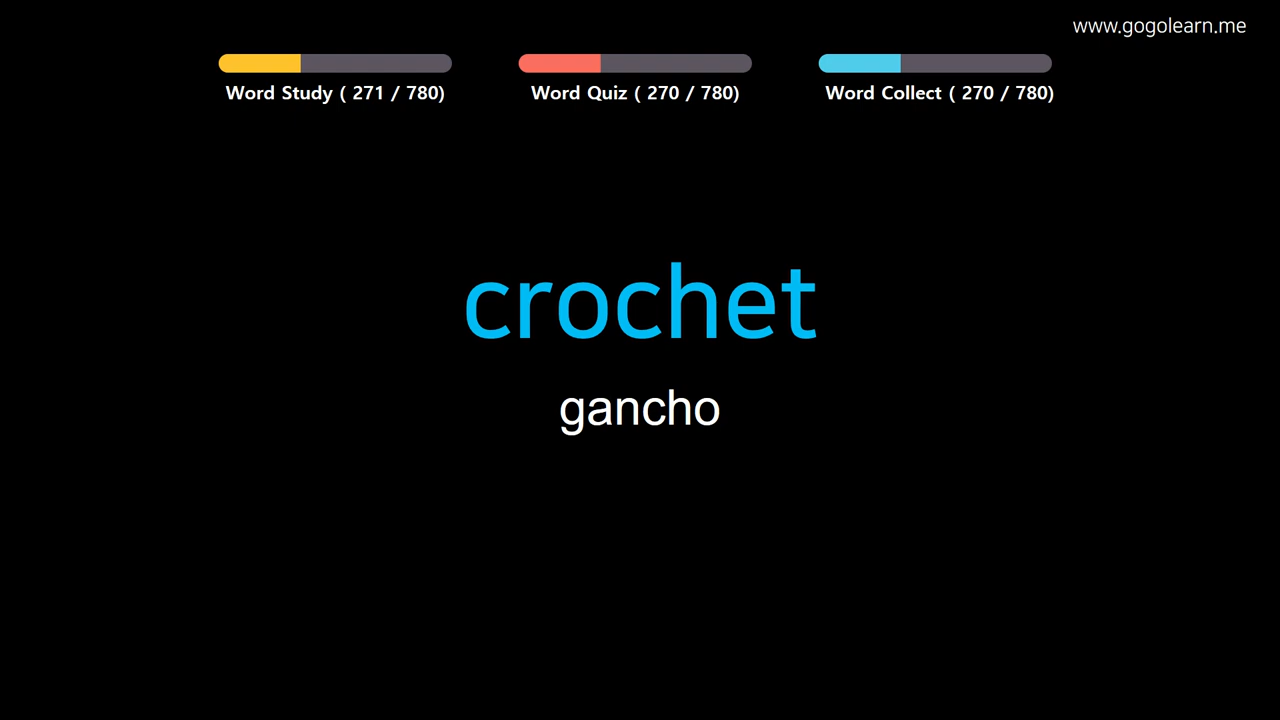 www.gogolearn.me
Word Study ( 271 / 780)
Word Quiz ( 270 / 780)
Word Collect ( 270 / 780)
crochet
gancho